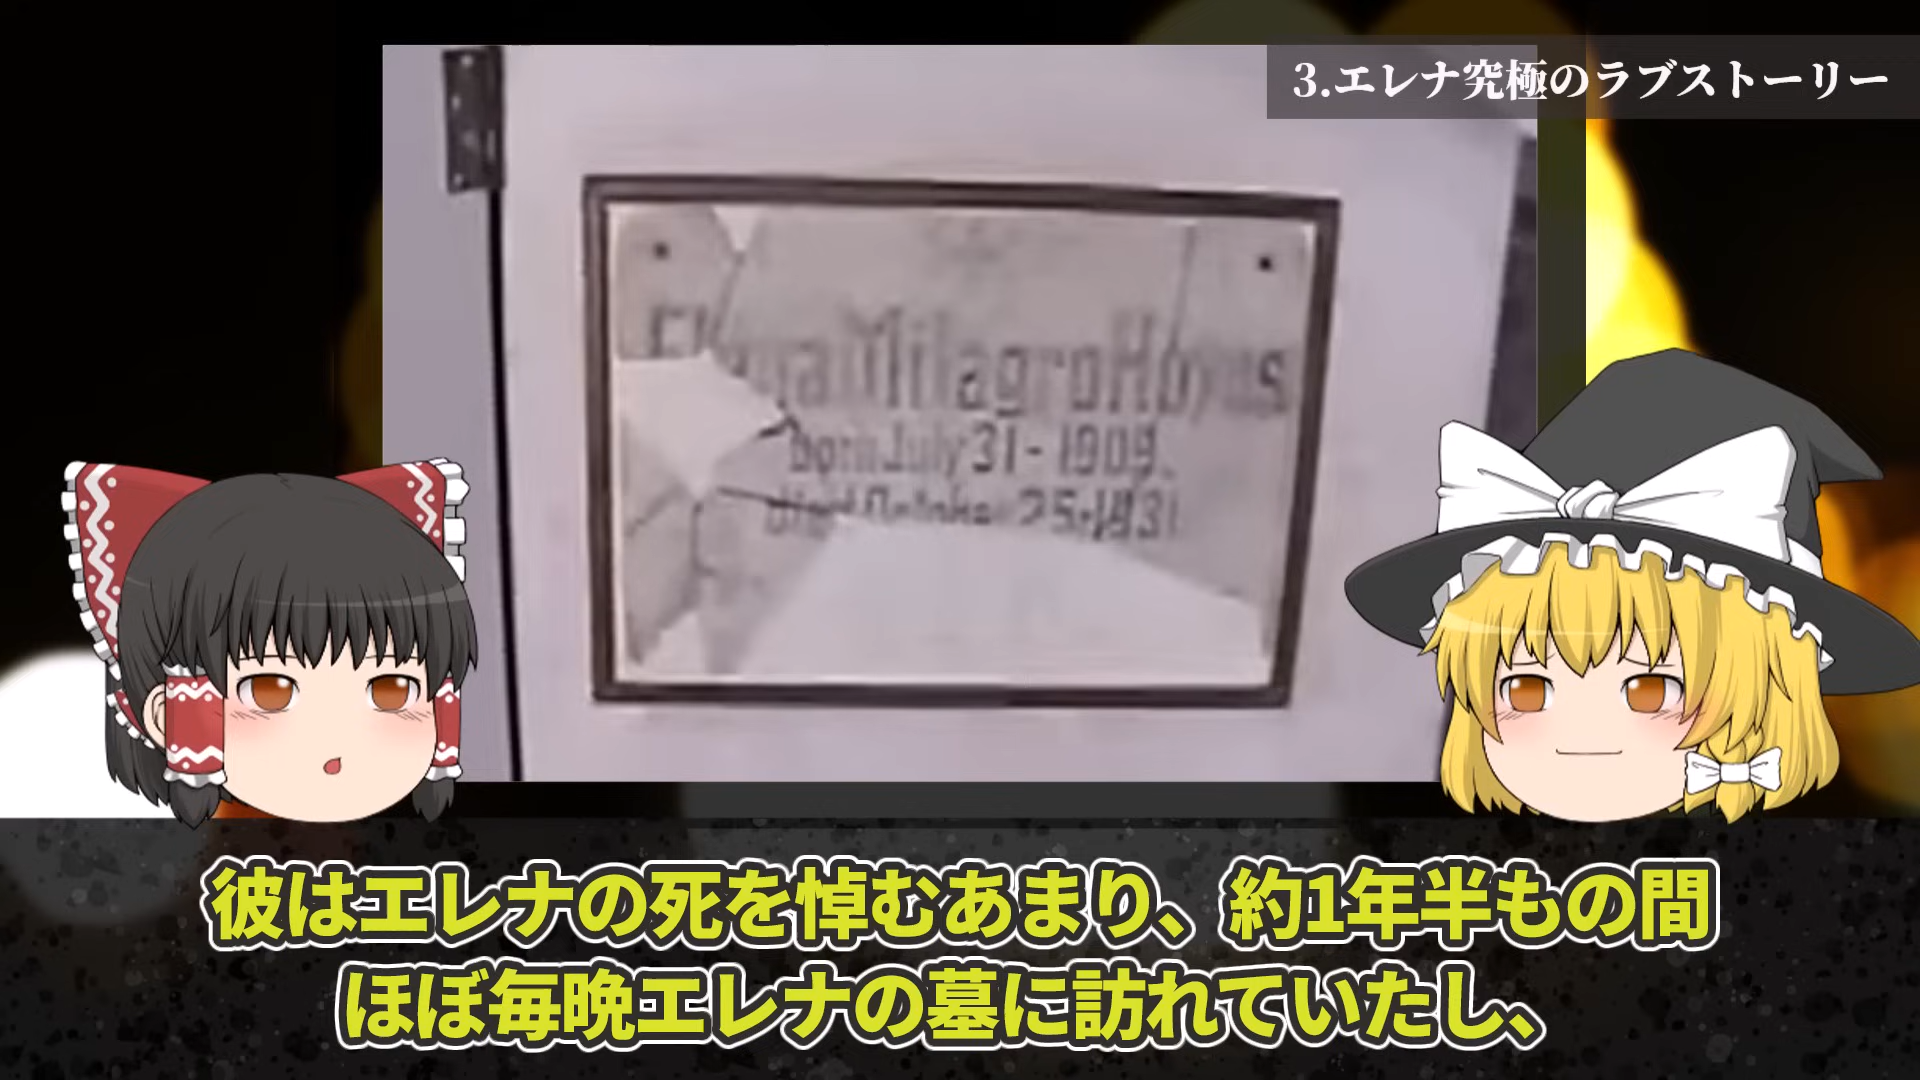 3.エレナ究極のラブストーリー
MilagroHoyos
Born July 31-1909.
25-1931
彼はエレナの死を悼むあまり、約1年半もの間
ほぼ毎晩エレナの墓に訪れていたし、